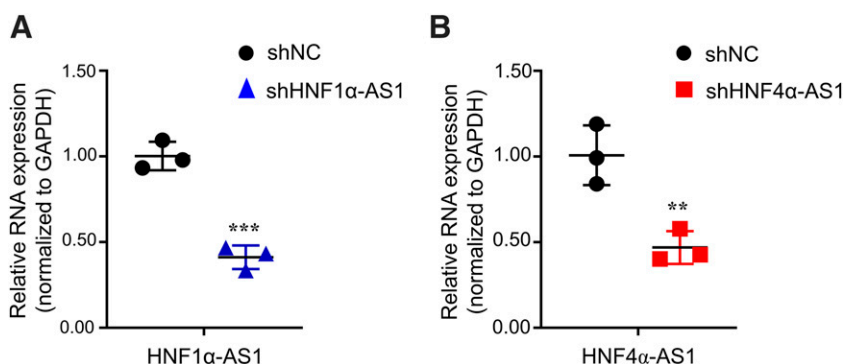 A
shNC
shHNF1α-AS1
Relative RNA expression
(normalized to GAPDH)
1.50
1.00
0.50
0.00
***
HNF1α-AS1
B
shNC
shHNF4α-AS1
Relative RNA expression
(normalized to GAPDH)
1.50
1.00
0.50
0.00
**
HNF4α-AS1